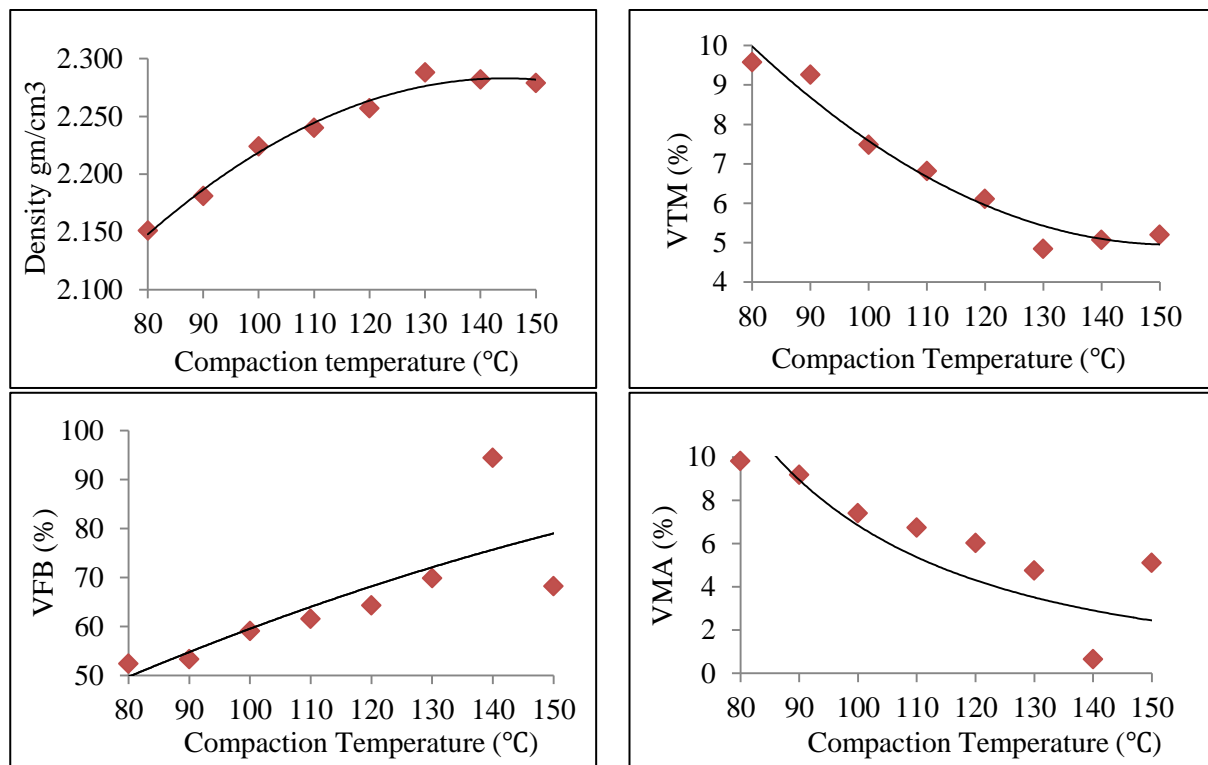 Density gm/cm3
2.300
2.250
2.200
2.150
2.100
80 90 100 110 120 130 140 150
Compaction temperature (℃)
VTM (%)
10
9
8
7
6
5
4
80 90 100 110 120 130 140 150
Compaction Temperature (℃)
VFB (%)
100
90
80
70
60
50
80 90 100 110 120 130 140 150
Compaction Temperature (℃)
VMA (%)
10
8
6
4
2
0
80 90 100 110 120 130 140 150
Compaction Temperature (℃)